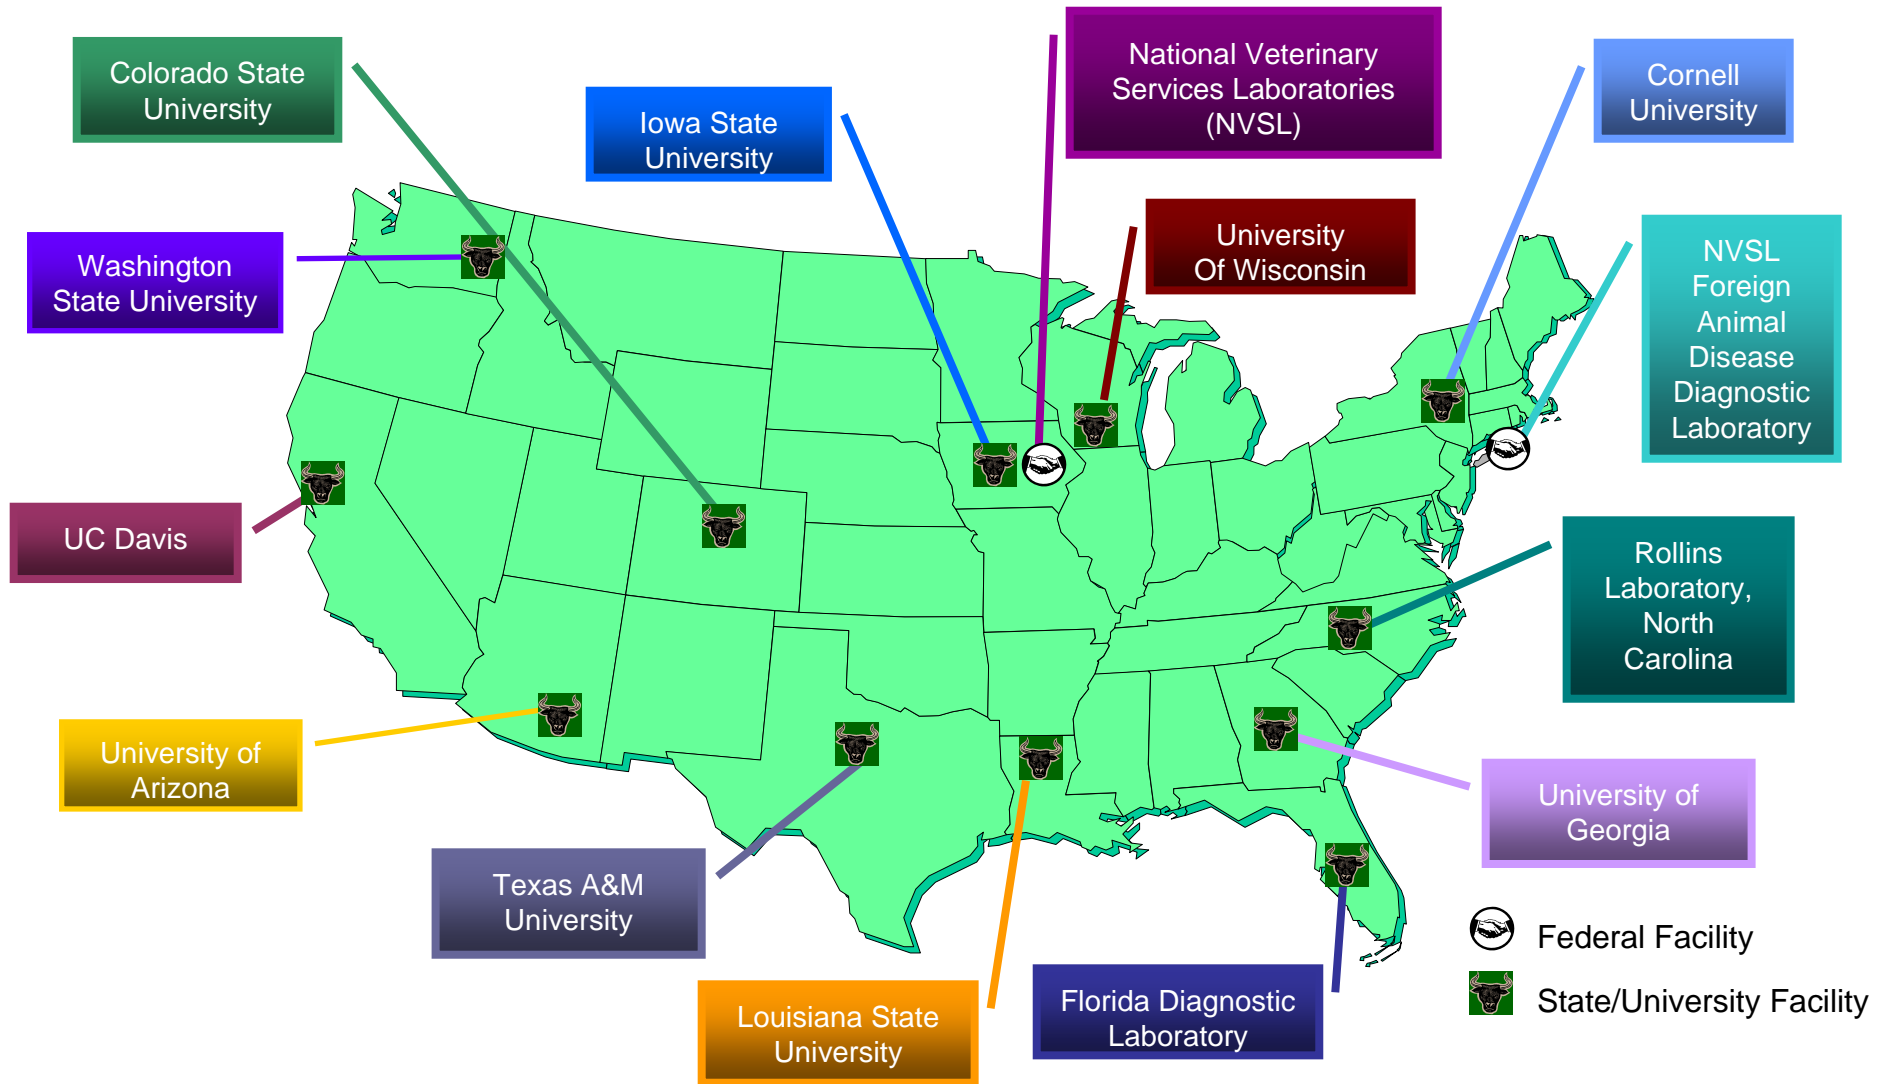 Colorado State
University
Iowa State
University
National Veterinary
Services Laboratories
(NVSL)
Cornell
University
Washington
State University
University
Of Wisconsin
NVSL
Foreign
Animal
Disease
Diagnostic
Laboratory
UC Davis
Rollins
Laboratory,
North
Carolina
University of
Arizona
University of
Georgia
Texas A&M
University
Louisiana State
University
Florida Diagnostic
Laboratory
Federal Facility
State/University Facility